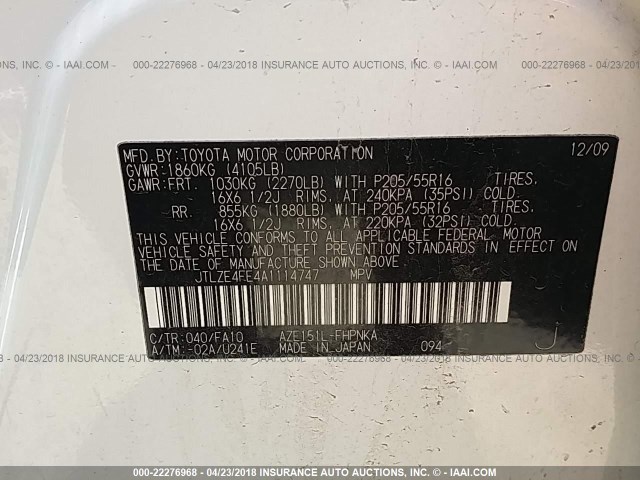 000-22276968 - 04/23/2018 INSURANCE AUTO AUCTIONS, INC. - © IAAI.COM
MFD.BY:TOYOTA MOTOR CORPORATION 12/09
GVWR:1860KG (4105LB)
GAWR:FRT. 1030KG (2270LB) WITH P205/55R16 TIRES,
16X6 1/2J RIMS, AT 240KPA (35PSI) COLD.
RR. 855KG (1880LB) WITH P205/55R16 TIRES,
16X6 1/2J RIMS, AT 220KPA (32PSI) COLD.
THIS VEHICLE CONFORMS TO ALL APPLICABLE FEDERAL MOTOR
VEHICLE SAFETY AND THEFT PREVENTION STANDARDS IN EFFECT ON
THE DATE OF MANUFACTURE SHOWN ABOVE.
JTLZE4FE4A1114747 MPV
C/TR:040/FA10 AZE151L-FHPNKA
A/TM:-02A/U241E MADE IN JAPAN 094 J
000-22276968 - 04/23/2018 INSURANCE AUTO AUCTIONS, INC. - © IAAI.COM
000-22276968 - 04/23/2018 INSURANCE AUTO AUCTIONS, INC. - © IAAI.COM